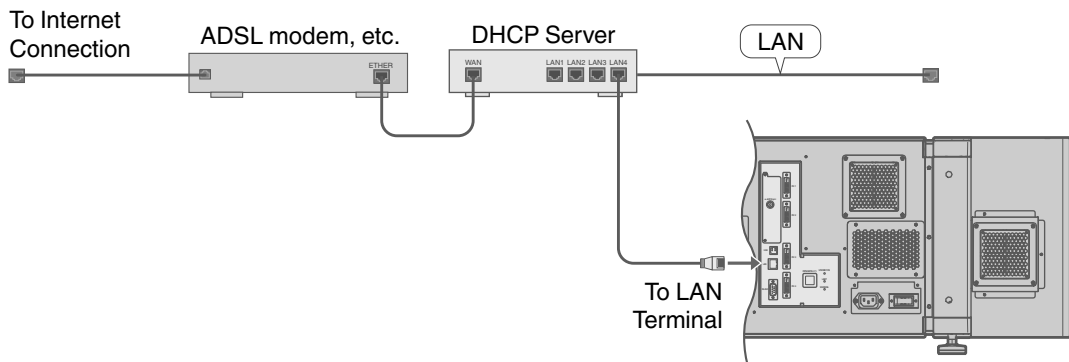 To Internet
Connection
ADSL modem, etc.
DHCP Server
LAN
ETHER
WAN
LAN1
LAN2
LAN3
LAN4
To LAN
Terminal